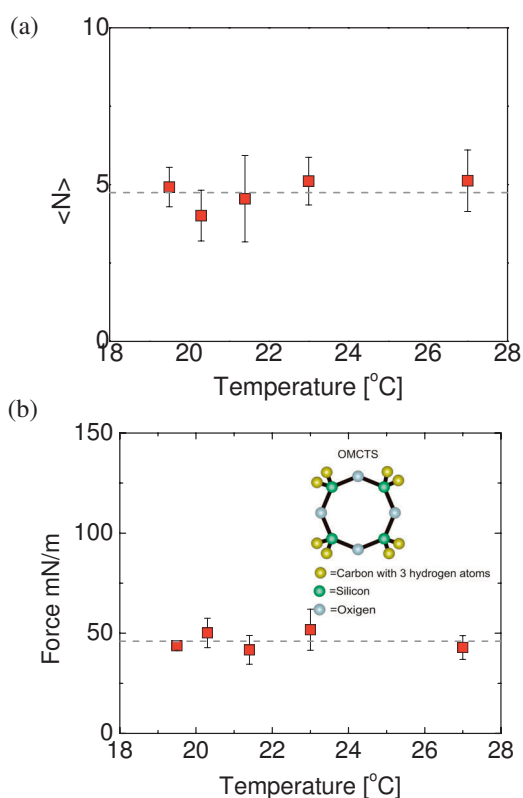 (a)
10
5
0
<N>
18 20 22 24 26 28
Temperature [°C]
(b)
150
100
50
0
Force mN/m
OMCTS
=Carbon with 3 hydrogen atoms
=Silicon
=Oxigen
18 20 22 24 26 28
Temperature [°C]